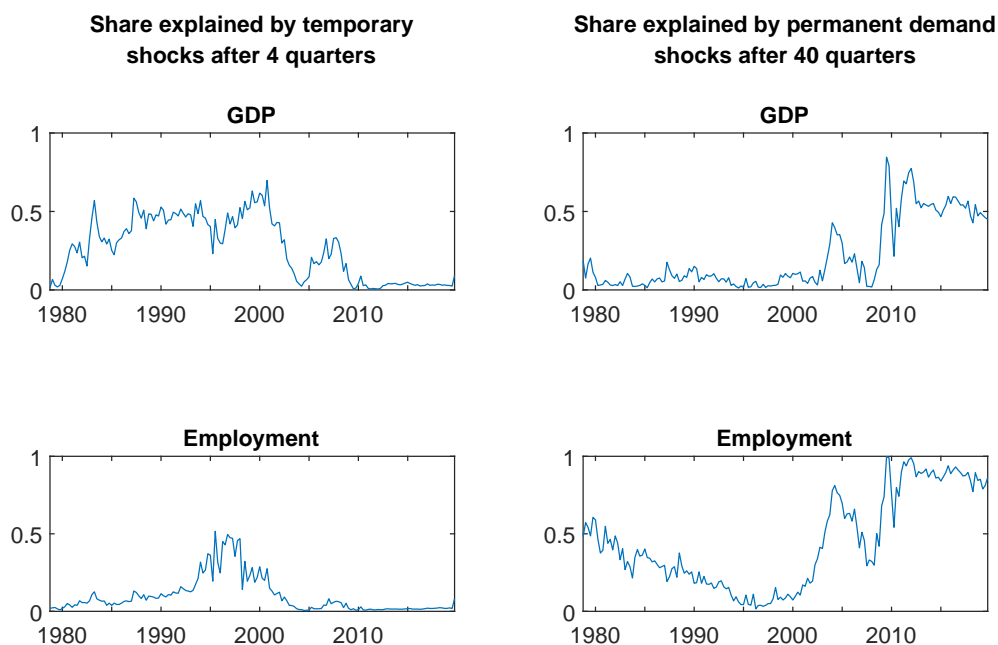 Share explained by temporary
shocks after 4 quarters
Share explained by permanent demand
shocks after 40 quarters
GDP
1
0.5
0
1980 1990 2000 2010
GDP
1
0.5
0
1980 1990 2000 2010
Employment
1
0.5
0
1980 1990 2000 2010
Employment
1
0.5
0
1980 1990 2000 2010